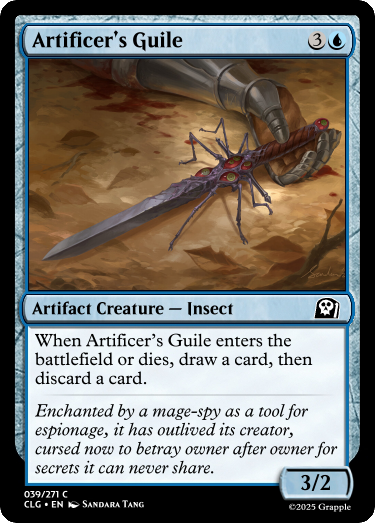 Artificer's Guile 3
Artifact Creature — Insect
When Artificer's Guile enters the
battlefield or dies, draw a card, then
discard a card.
Enchanted by a mage-spy as a tool for
espionage, it has outlived its creator,
cursed now to betray owner after owner for
secrets it can never share.
3/2
039/271 C
CLG • EN Sandara Tang
©2025 Grapple